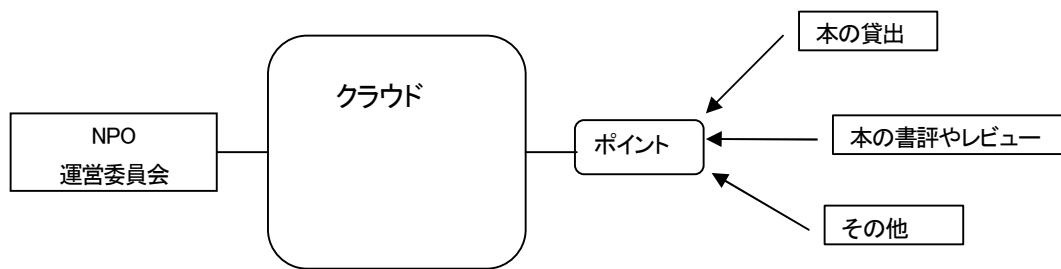 本の貸出
クラウド
NPO
運営委員会
ポイント
本の書評やレビュー
その他